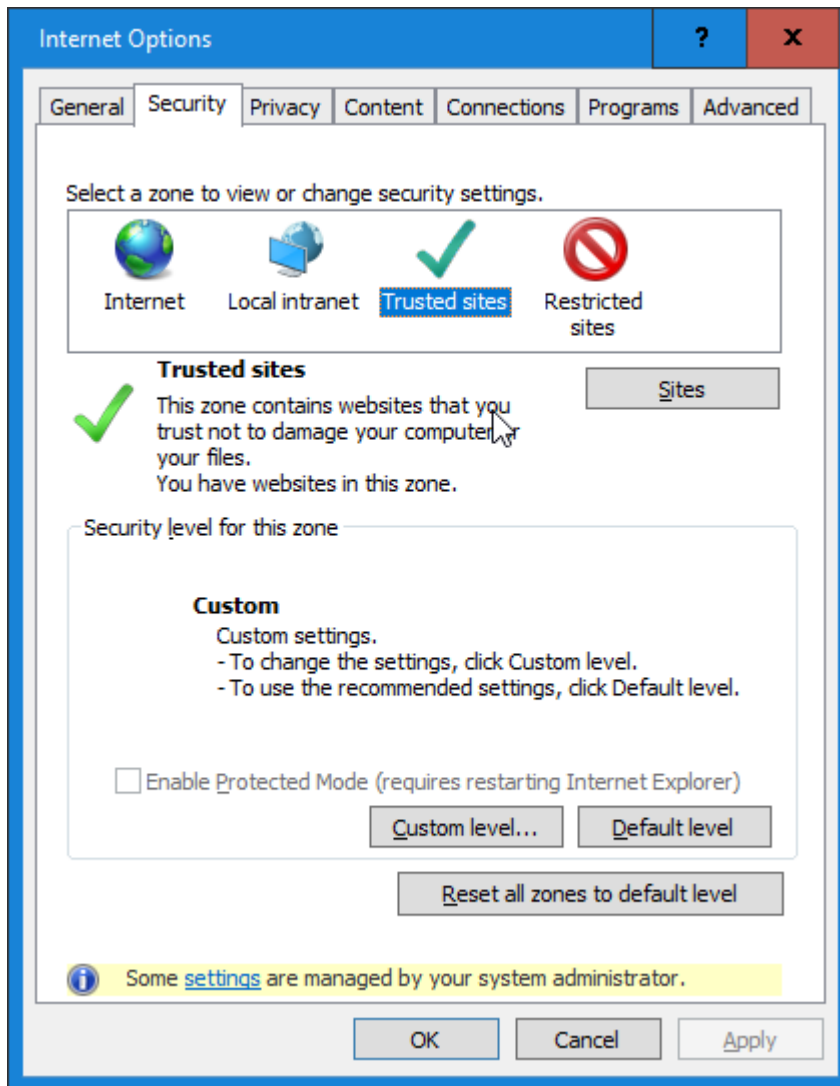 Internet Options
?
x
General Security Privacy Content Connections Programs Advanced
Select a zone to view or change security settings.
Internet Local intranet Trusted sites Restricted
sites
Trusted sites
Sites
This zone contains websites that you
trust not to damage your computer or
your files.
You have websites in this zone.
Security level for this zone
Custom
Custom settings.
- To change the settings, click Custom level.
- To use the recommended settings, click Default level.
Enable Protected Mode (requires restarting Internet Explorer)
Custom level... Default level
Reset all zones to default level
Some settings are managed by your system administrator.
OK Cancel Apply